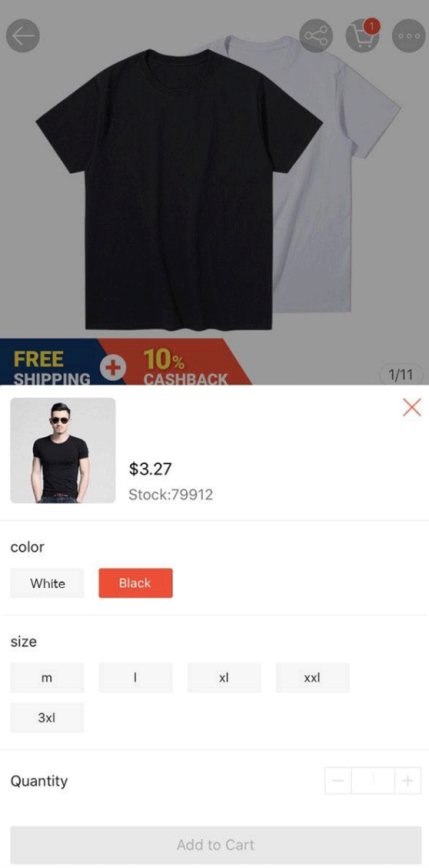 1
FREE
SHIPPING
+
10%
CASHBACK
1/11
$3.27
Stock:79912
color
White
Black
size
m
l
xl
xxl
3xl
Quantity
− 1 +
Add to Cart